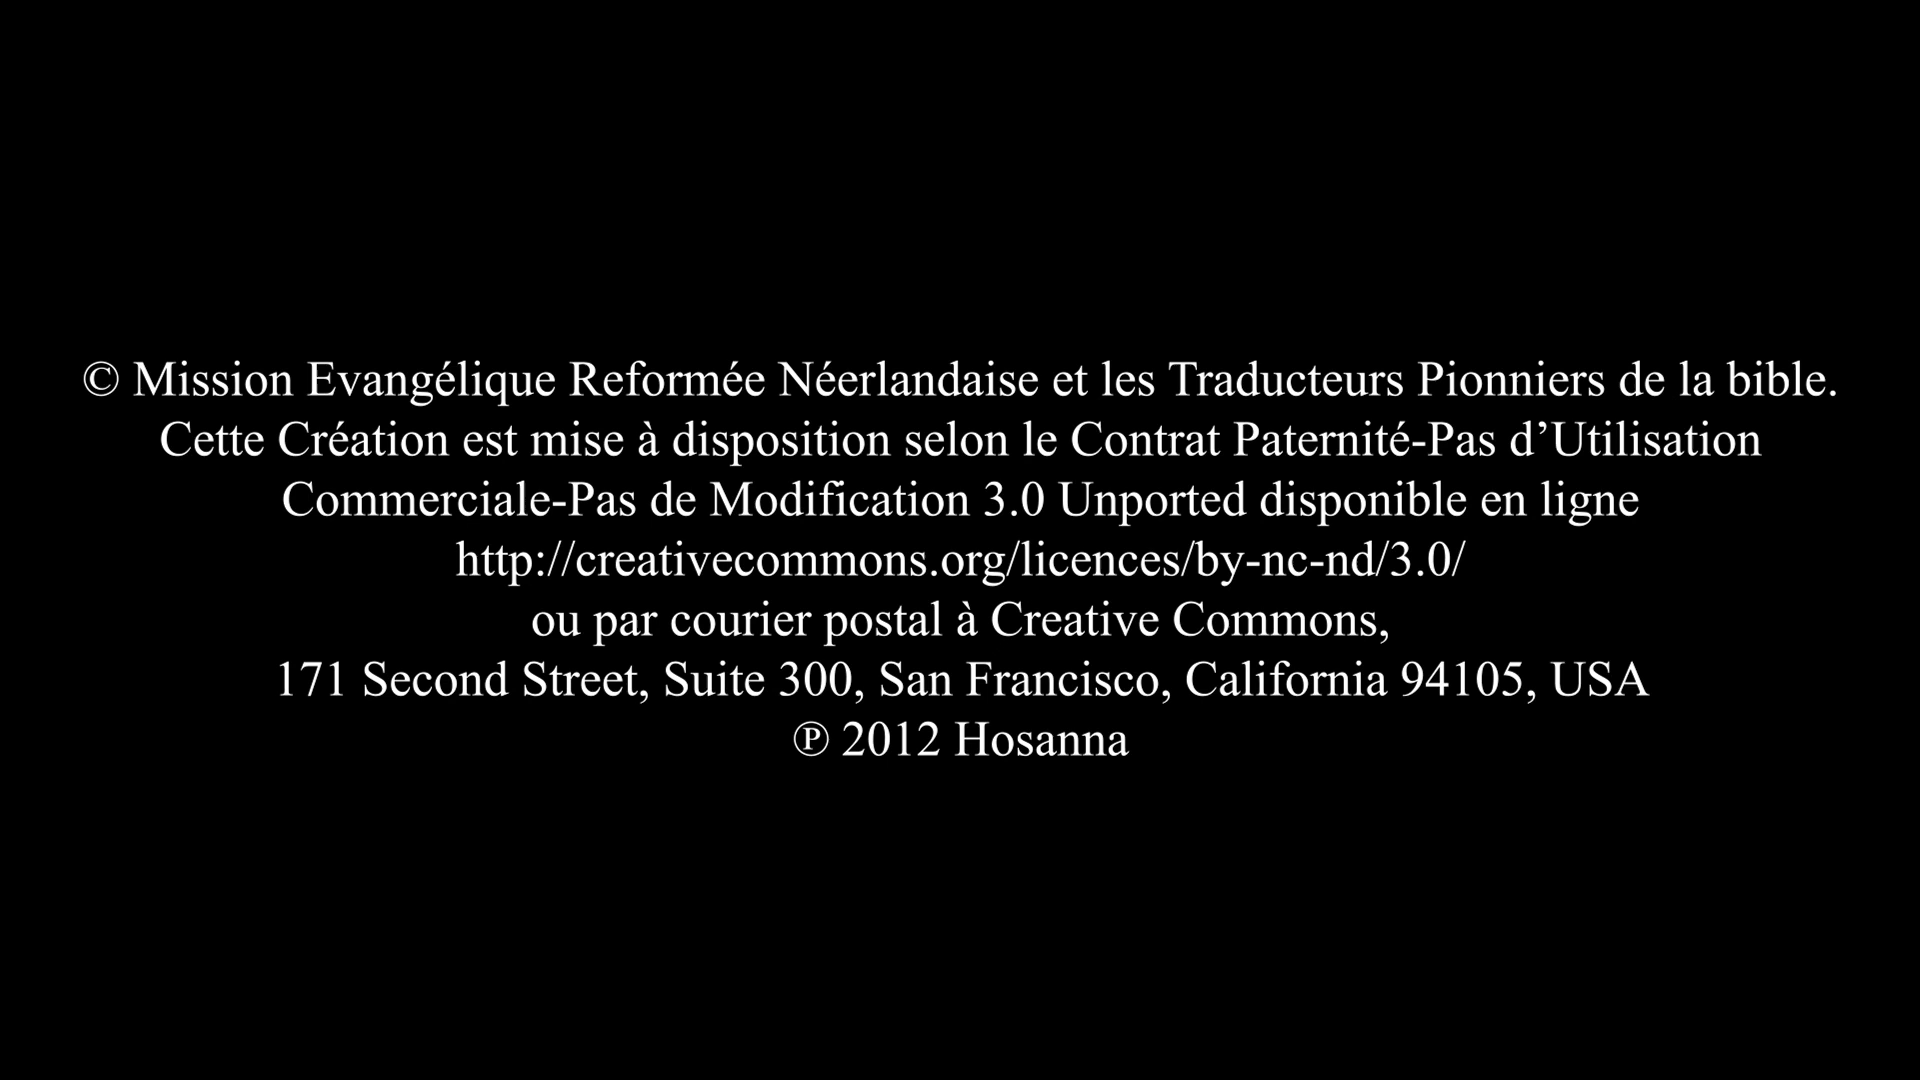 © Mission Evangélique Reformée Néerlandaise et les Traducteurs Pionniers de la bible.
Cette Création est mise à disposition selon le Contrat Paternité-Pas d’Utilisation
Commerciale-Pas de Modification 3.0 Unported disponible en ligne
http://creativecommons.org/licences/by-nc-nd/3.0/
ou par courier postal à Creative Commons,
171 Second Street, Suite 300, San Francisco, California 94105, USA
℗ 2012 Hosanna